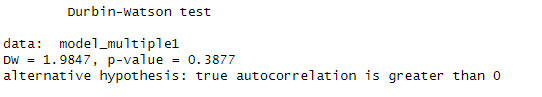 Durbin-Watson test
data: model_multiple1
DW = 1.9847, p-value = 0.3877
alternative hypothesis: true autocorrelation is greater than 0